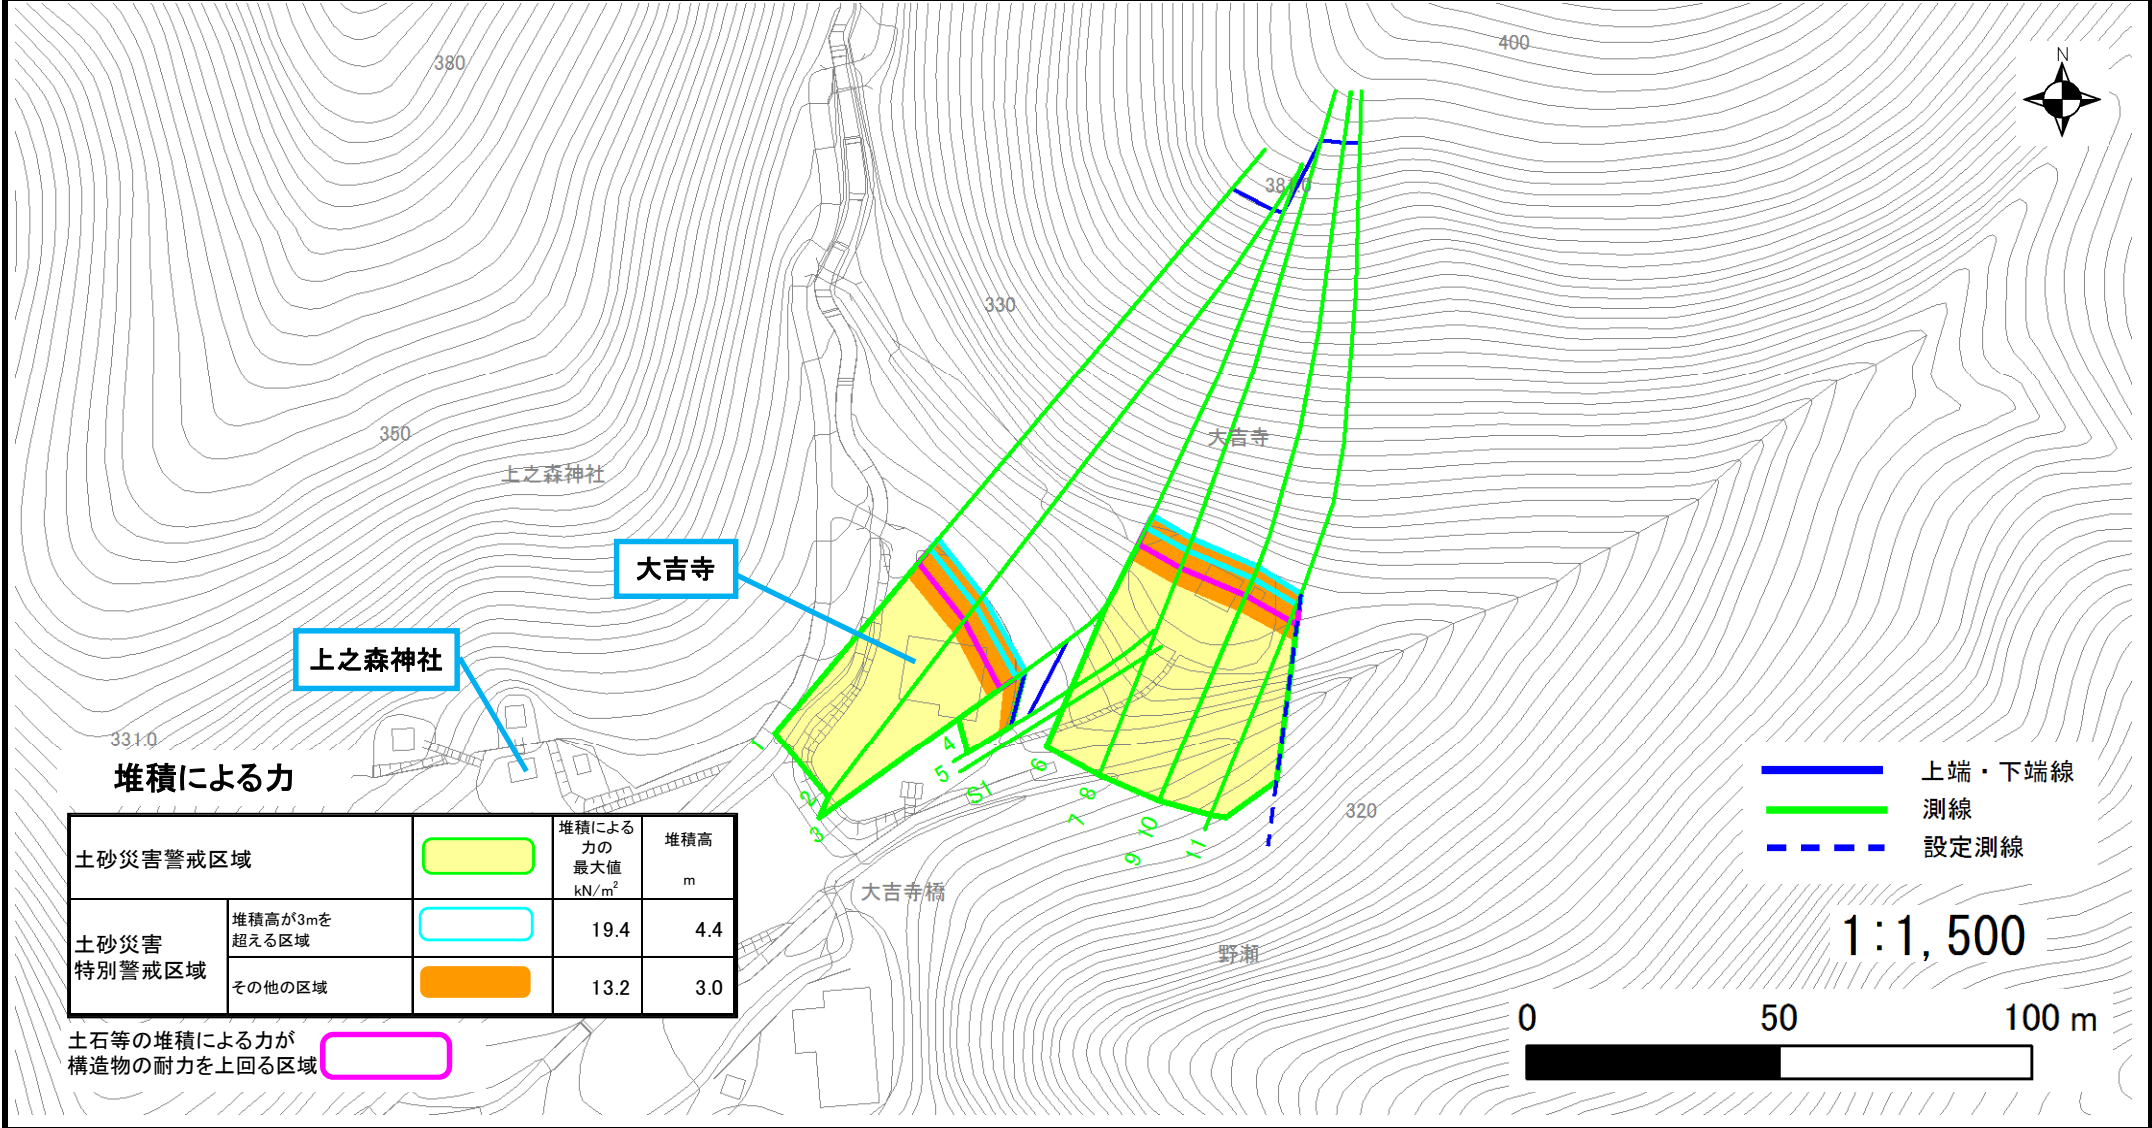 380
400
N
381.0
330
大吉寺
350
上之森神社
大吉寺
上之森神社
331.0
1
2
3
4
5
S1
6
7
8
9
10
11
320
大吉寺橋
野瀬
堆積による力
堆積による
力の
最大値
kN/m²
堆積高
m
土砂災害警戒区域
土砂災害
特別警戒区域
堆積高が3mを
超える区域
19.4
4.4
その他の区域
13.2
3.0
土石等の堆積による力が
構造物の耐力を上回る区域
上端・下端線
測線
設定測線
1:1,500
0 50 100 m